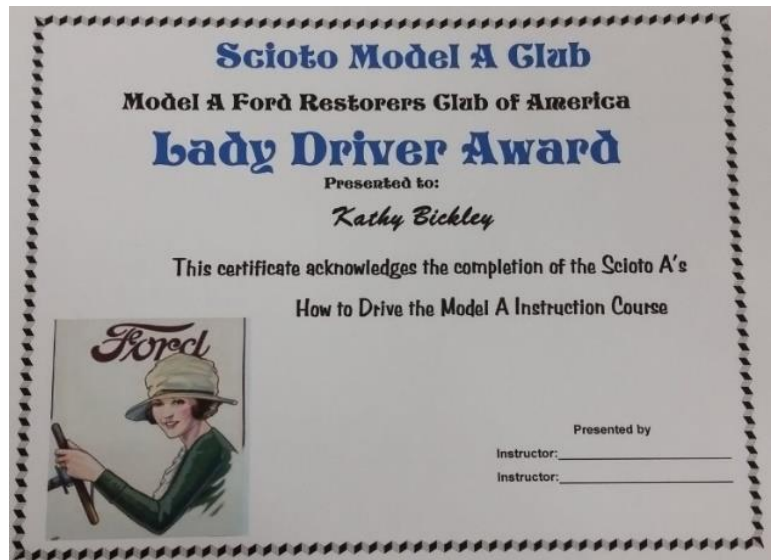 Scioto Model A Club
Model A Ford Restorers Club of America
Lady Driver Award
Presented to:
Kathy Bickley
This certificate acknowledges the completion of the Scioto A's
How to Drive the Model A Instruction Course
Ford
Presented by
Instructor:
Instructor: